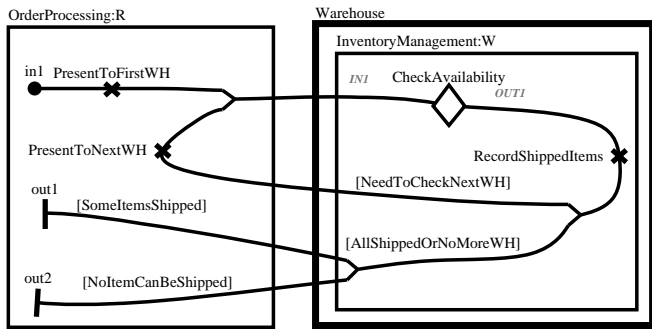 OrderProcessing:R
Warehouse
InventoryManagement:W
in1
PresentToFirstWH
IN1
CheckAvailability
OUT1
PresentToNextWH
RecordShippedItems
[NeedToCheckNextWH]
out1
[SomeItemsShipped]
[AllShippedOrNoMoreWH]
out2
[NoItemCanBeShipped]